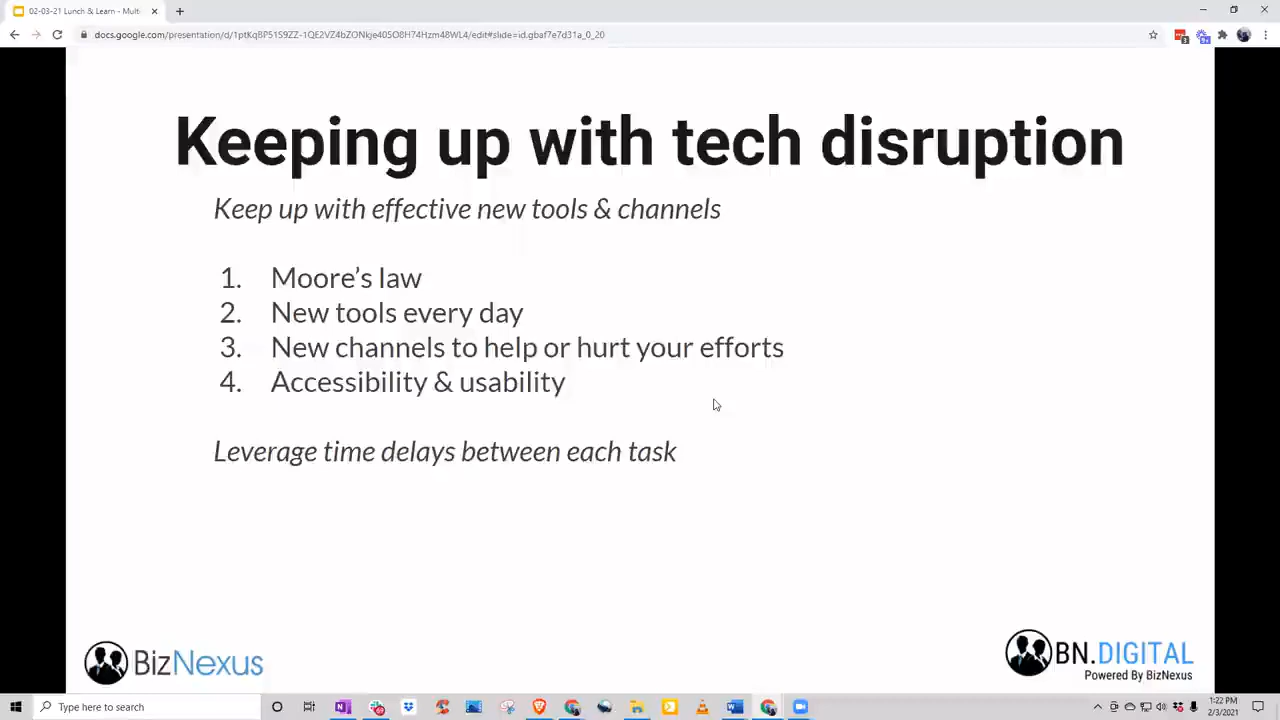 02-03-21 Lunch & Learn - Mult
docs.google.com/presentation/d/1ptKqBP51S9ZZ-1QE2VZ4bZONkje40SO8H74Hzm48WL4/edit#slide=id.gbaf7e7d31a_0_20
Keeping up with tech disruption
Keep up with effective new tools & channels
1. Moore's law
2. New tools every day
3. New channels to help or hurt your efforts
4. Accessibility & usability
Leverage time delays between each task
BizNexus
BN.DIGITAL
Powered By BizNexus
Type here to search
1:22 PM
2/3/2021